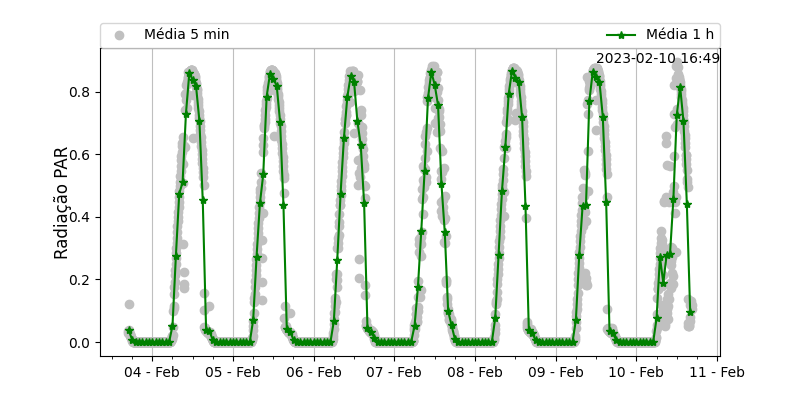 Média 5 min
Média 1 h
2023-02-10 16:49
Radiação PAR
0.8
0.6
0.4
0.2
0.0
04 - Feb
05 - Feb
06 - Feb
07 - Feb
08 - Feb
09 - Feb
10 - Feb
11 - Feb